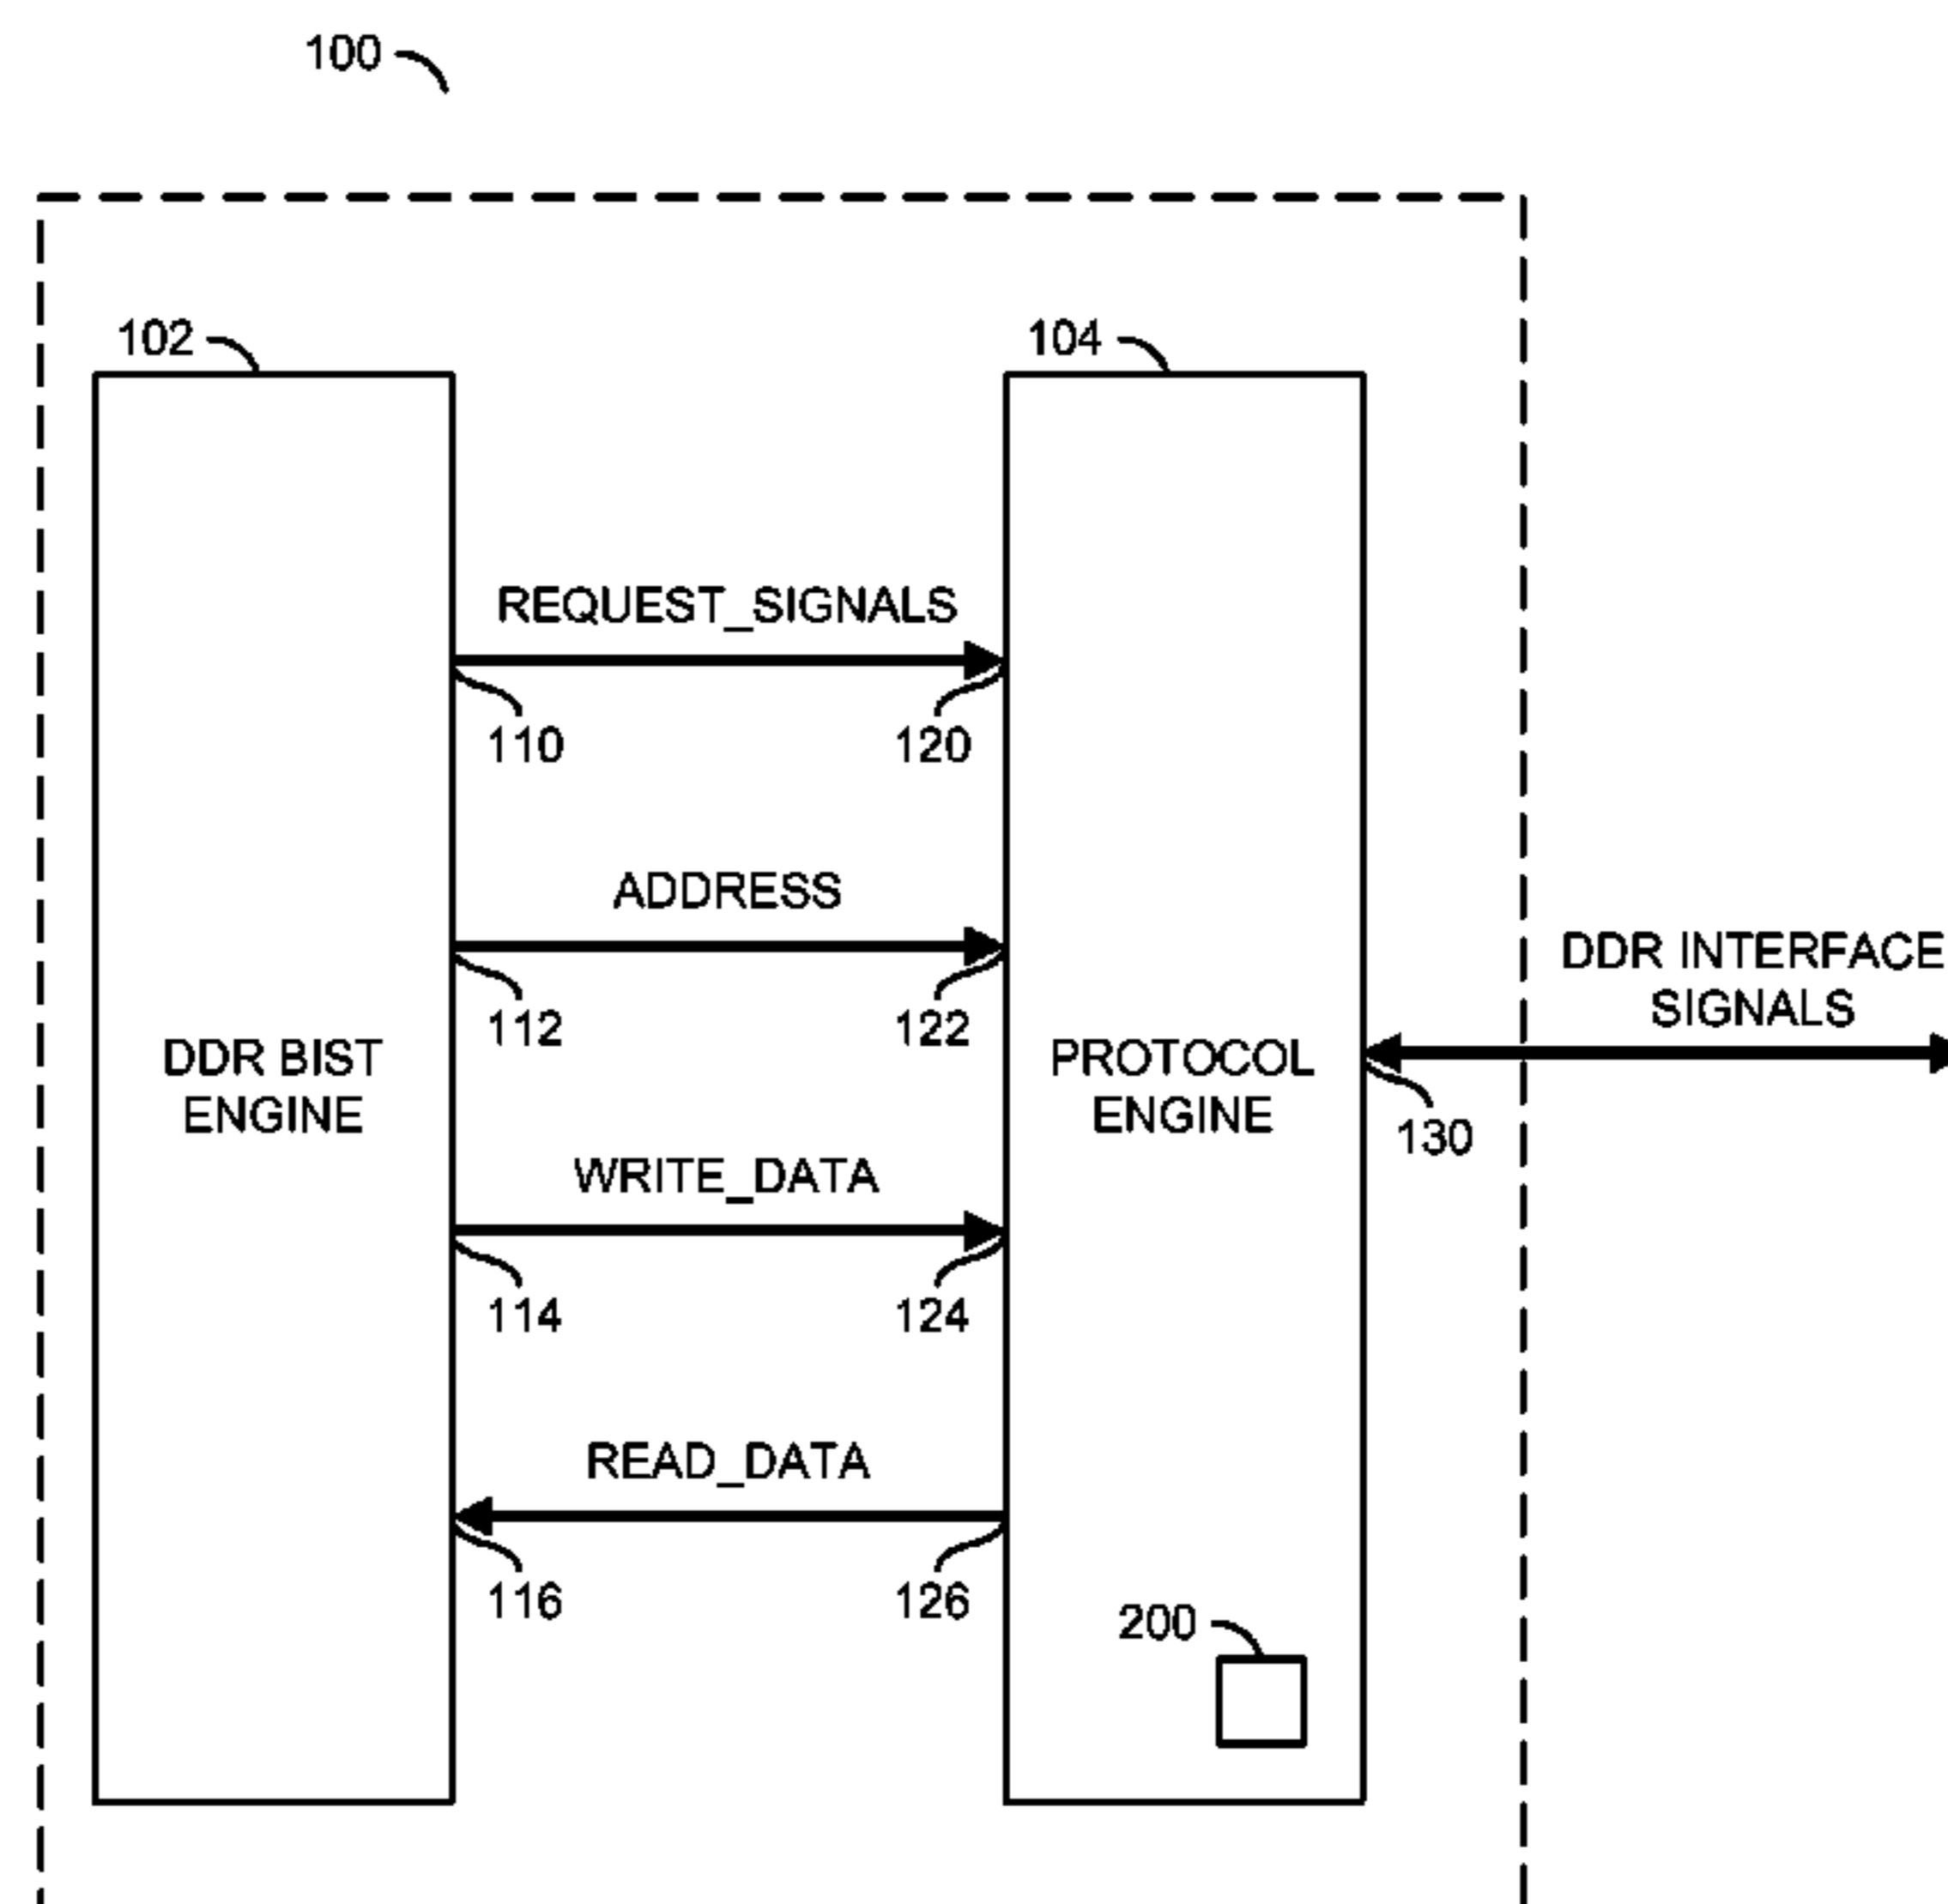 100
102
104
REQUEST_SIGNALS
110
120
ADDRESS
112
122
DDR INTERFACE
SIGNALS
DDR BIST
ENGINE
PROTOCOL
ENGINE
130
WRITE_DATA
114
124
READ_DATA
116
126
200